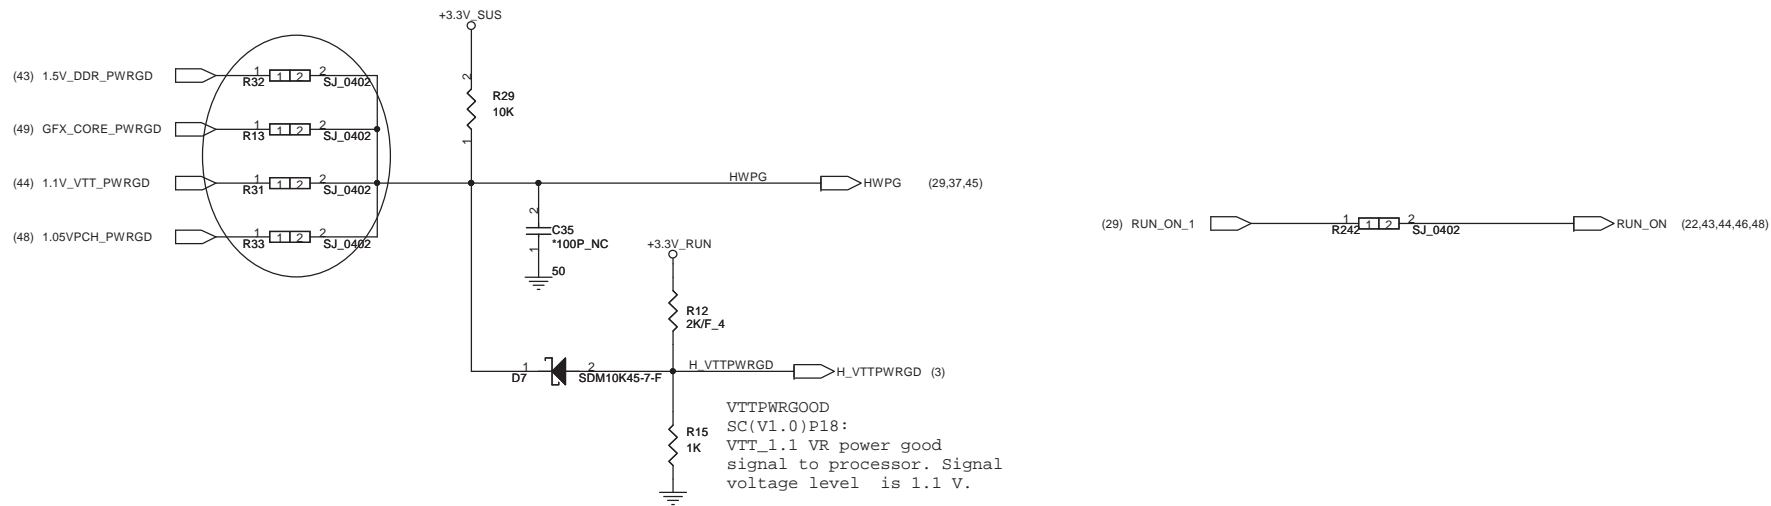 +3.3V_SUS
(43) 1.5V_DDR_PWRGD
1
R32
1 2
2
SJ_0402
(49) GFX_CORE_PWRGD
1
R13
1 2
2
SJ_0402
(44) 1.1V_VTT_PWRGD
1
R31
1 2
2
SJ_0402
(48) 1.05VPCH_PWRGD
1
R33
1 2
2
SJ_0402
2
R29
10K
1
HWPG
HWPG (29,37,45)
2
C35
*100P_NC
1
50
+3.3V_RUN
R12
2K/F_4
1
D7
2
SDM10K45-7-F
H_VTTPWRGD
H_VTTPWRGD (3)
R15
1K
VTTPWRGOOD
SC(V1.0)P18:
VTT_1.1 VR power good
signal to processor. Signal
voltage level is 1.1 V.
(29) RUN_ON_1
1
R242
1 2
2
SJ_0402
RUN_ON (22,43,44,46,48)